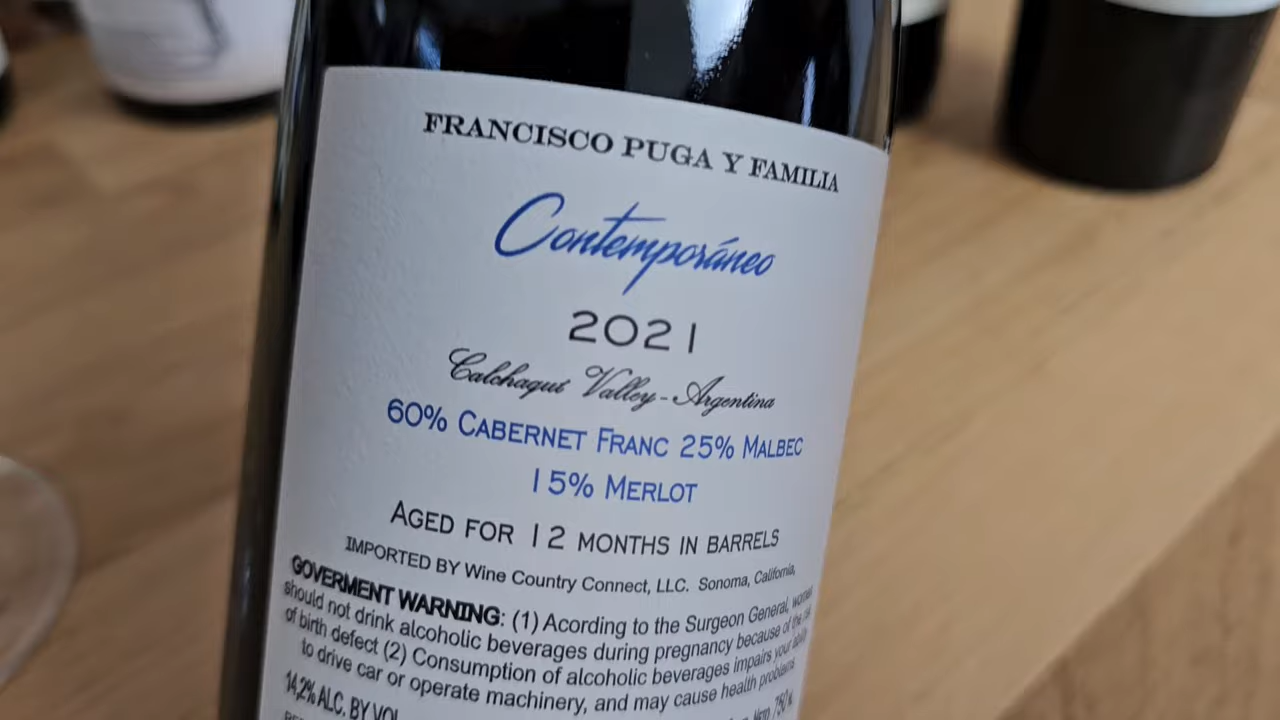 FRANCISCO PUGA Y FAMILIA
Contemporáneo
2021
Calchaquí Valley - Argentina
60% CABERNET FRANC 25% MALBEC
15% MERLOT
AGED FOR 12 MONTHS IN BARRELS
IMPORTED BY Wine Country Connect, LLC. Sonoma, California,
GOVERMENT WARNING: (1) Acording to the Surgeon General, women
should not drink alcoholic beverages during pregnancy because of the risk
of birth defect (2) Consumption of alcoholic beverages impairs your ability
to drive car or operate machinery, and may cause health problems
14,2% ALC. BY VOL